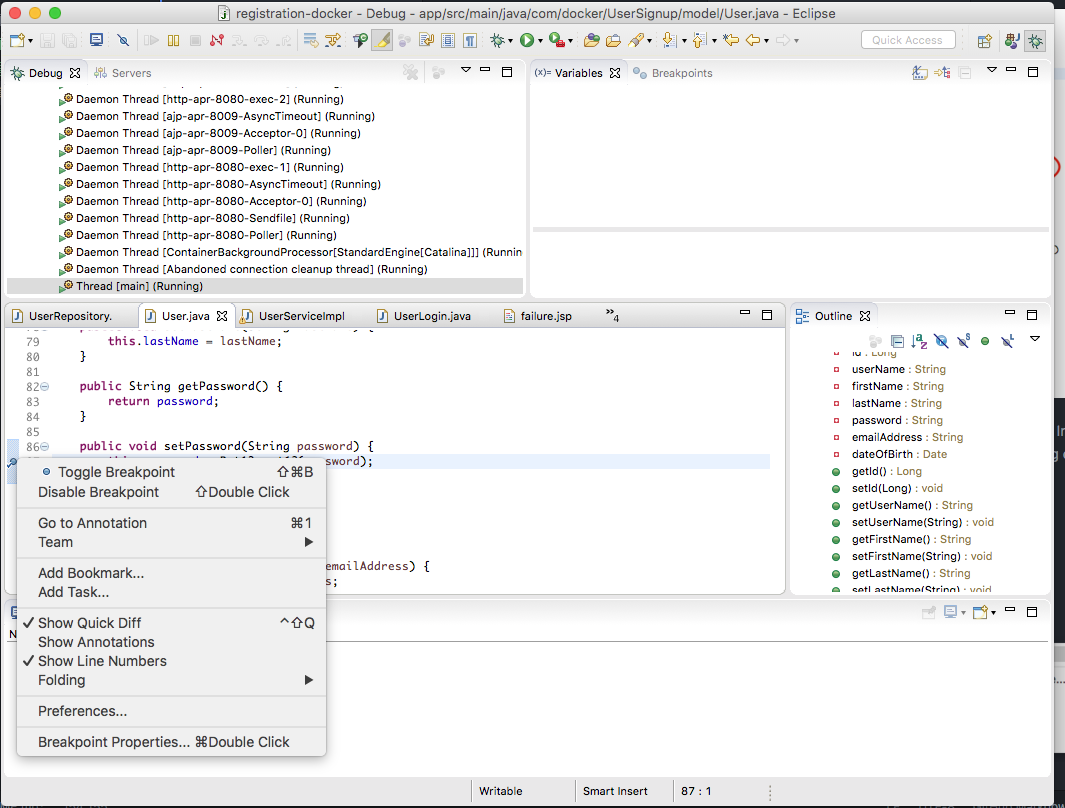 registration-docker - Debug - app/src/main/java/com/docker/UserSignup/model/User.java - Eclipse
Quick Access
Debug
Servers
Daemon Thread [http-apr-8080-exec-2] (Running)
Daemon Thread [ajp-apr-8009-AsyncTimeout] (Running)
Daemon Thread [ajp-apr-8009-Acceptor-0] (Running)
Daemon Thread [ajp-apr-8009-Poller] (Running)
Daemon Thread [http-apr-8080-exec-1] (Running)
Daemon Thread [http-apr-8080-AsyncTimeout] (Running)
Daemon Thread [http-apr-8080-Acceptor-0] (Running)
Daemon Thread [http-apr-8080-Sendfile] (Running)
Daemon Thread [http-apr-8080-Poller] (Running)
Daemon Thread [ContainerBackgroundProcessor[StandardEngine[Catalina]]] (Runnin
Daemon Thread [Abandoned connection cleanup thread] (Running)
Thread [main] (Running)
(x)= Variables
Breakpoints
UserRepository.
User.java
UserServiceImpl
UserLogin.java
failure.jsp
»4
79 this.lastName = lastName;
80 }
81
82 public String getPassword() {
83 return password;
84 }
85
86 public void setPassword(String password) {
sword);
emailAddress) {
s;
Toggle Breakpoint ⇧⌘B
Disable Breakpoint ⇧Double Click
Go to Annotation ⌘1
Team
Add Bookmark...
Add Task...
✓ Show Quick Diff ^⇧Q
Show Annotations
✓ Show Line Numbers
Folding
Preferences...
Breakpoint Properties... ⌘Double Click
Outline
id : Long
userName : String
firstName : String
lastName : String
password : String
emailAddress : String
dateOfBirth : Date
getId() : Long
setId(Long) : void
getUserName() : String
setUserName(String) : void
getFirstName() : String
setFirstName(String) : void
getLastName() : String
setLastName(String) : void
N
Writable
Smart Insert
87 : 1